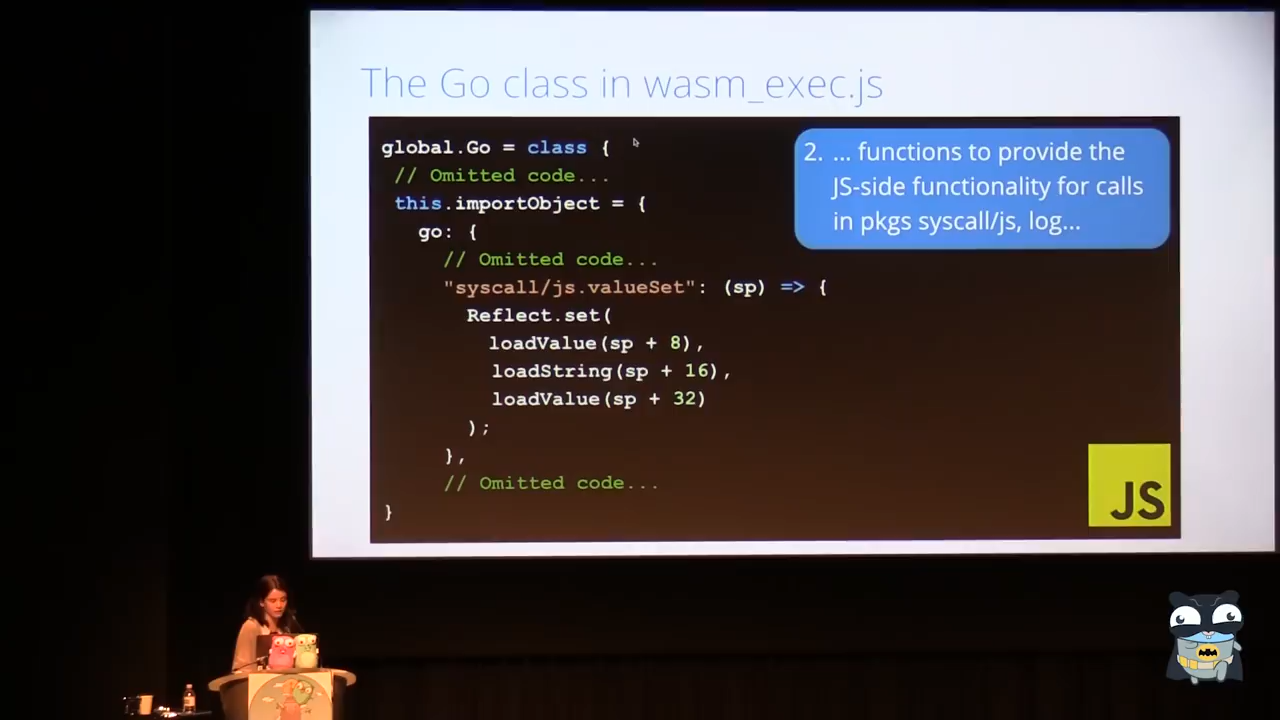 The Go class in wasm_exec.js
global.Go = class {
// Omitted code...
this.importObject = {
go: {
// Omitted code...
"syscall/js.valueSet": (sp) => {
Reflect.set(
loadValue(sp + 8),
loadString(sp + 16),
loadValue(sp + 32)
);
},
// Omitted code...
}
2. ... functions to provide the
JS-side functionality for calls
in pkgs syscall/js, log...
JS